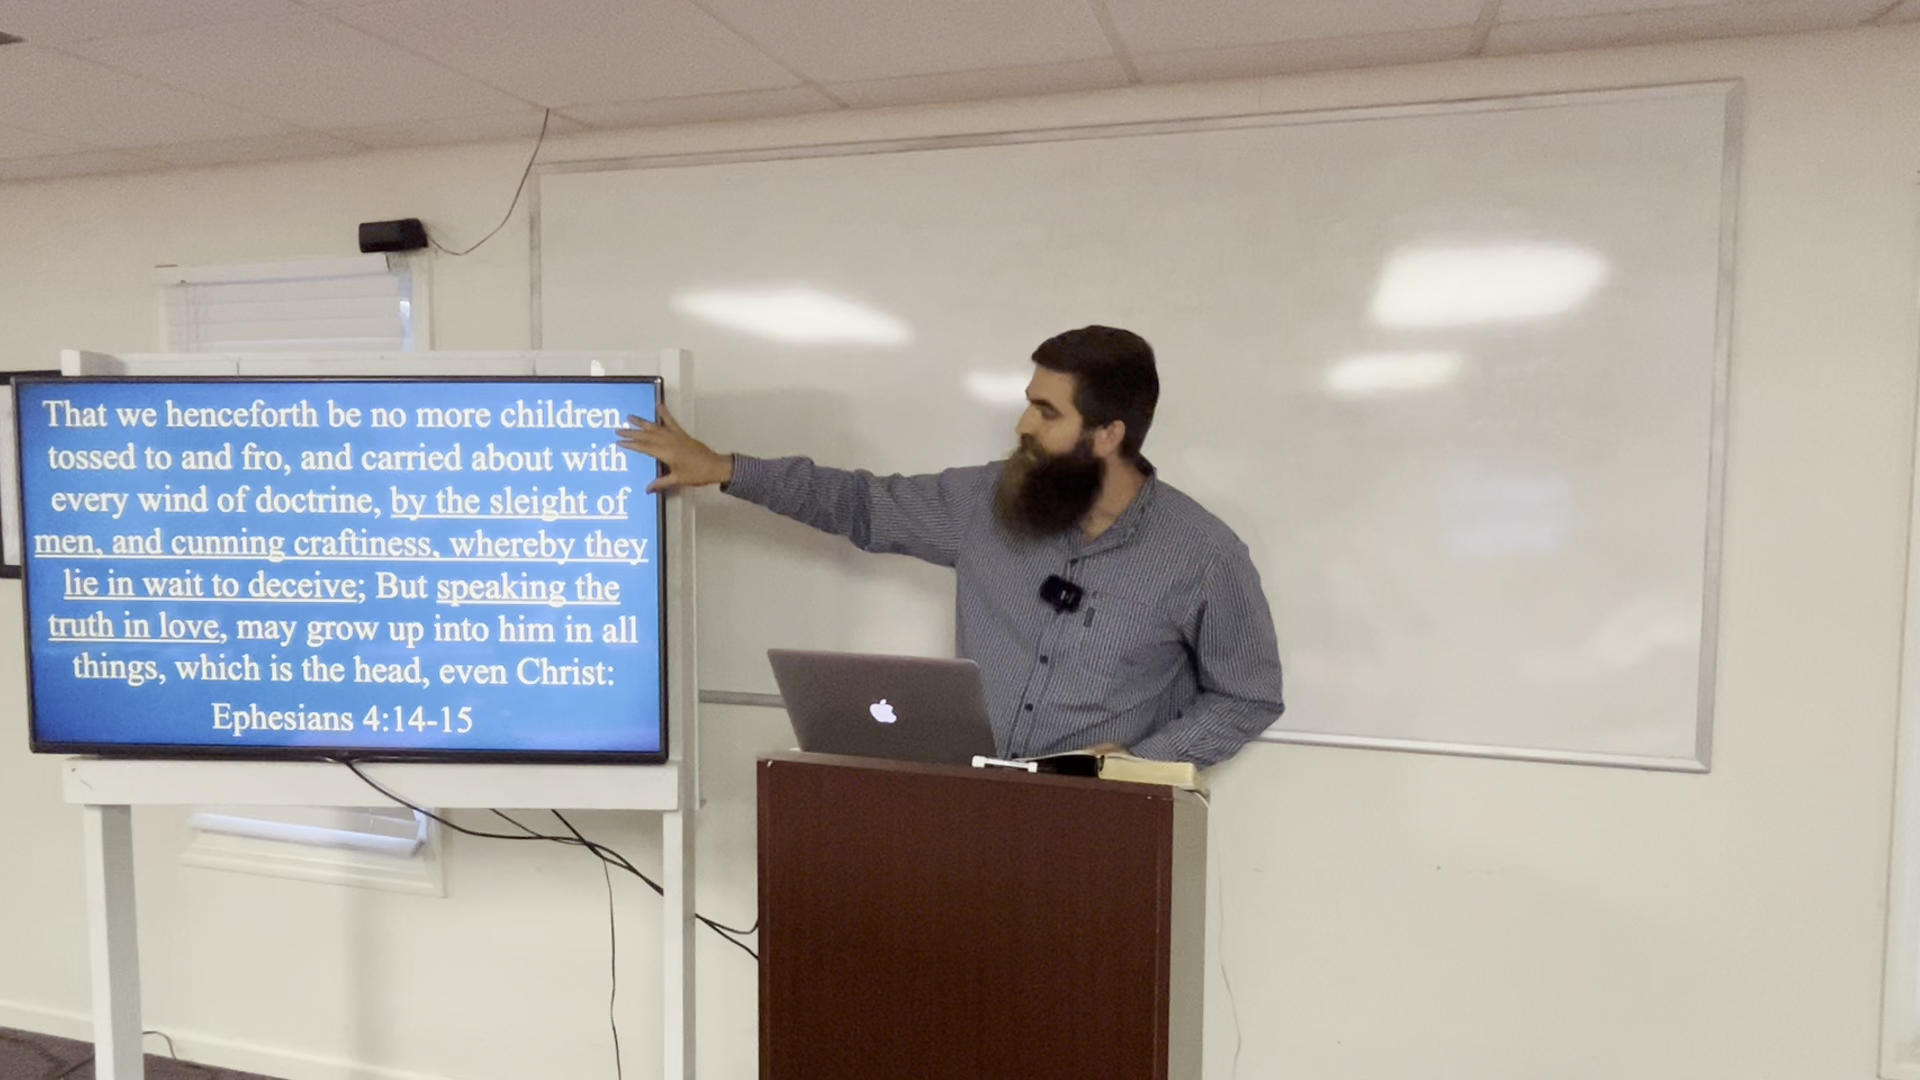 That we henceforth be no more children,
tossed to and fro, and carried about with
every wind of doctrine, by the sleight of
men, and cunning craftiness, whereby they
lie in wait to deceive; But speaking the
truth in love, may grow up into him in all
things, which is the head, even Christ:
Ephesians 4:14-15